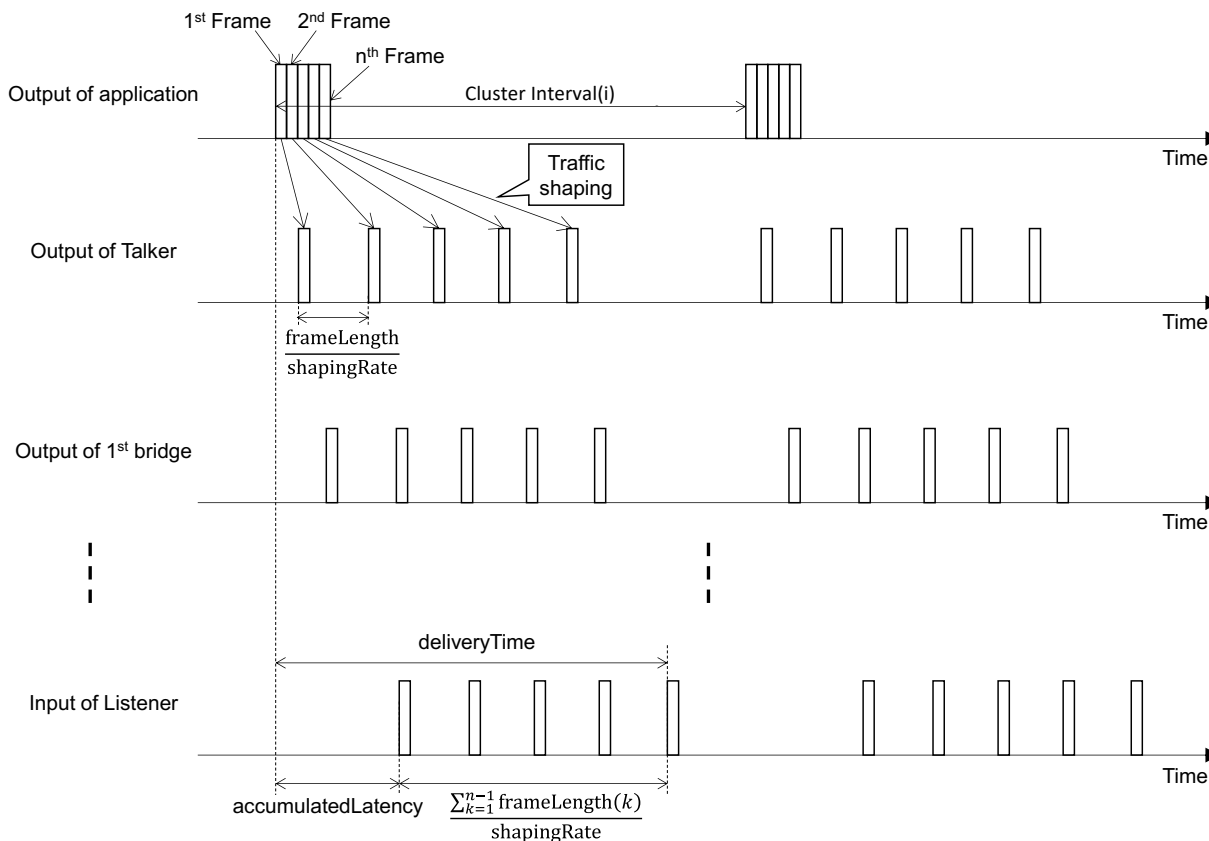 1st Frame
2nd Frame
nth Frame
Output of application
Cluster Interval(i)
Time
Traffic
shaping
Output of Talker
Time
frameLength
shapingRate
Output of 1st bridge
Time
deliveryTime
Input of Listener
Time
accumulatedLatency
∑ₖ₌₁ⁿ⁻¹ frameLength(k)
shapingRate